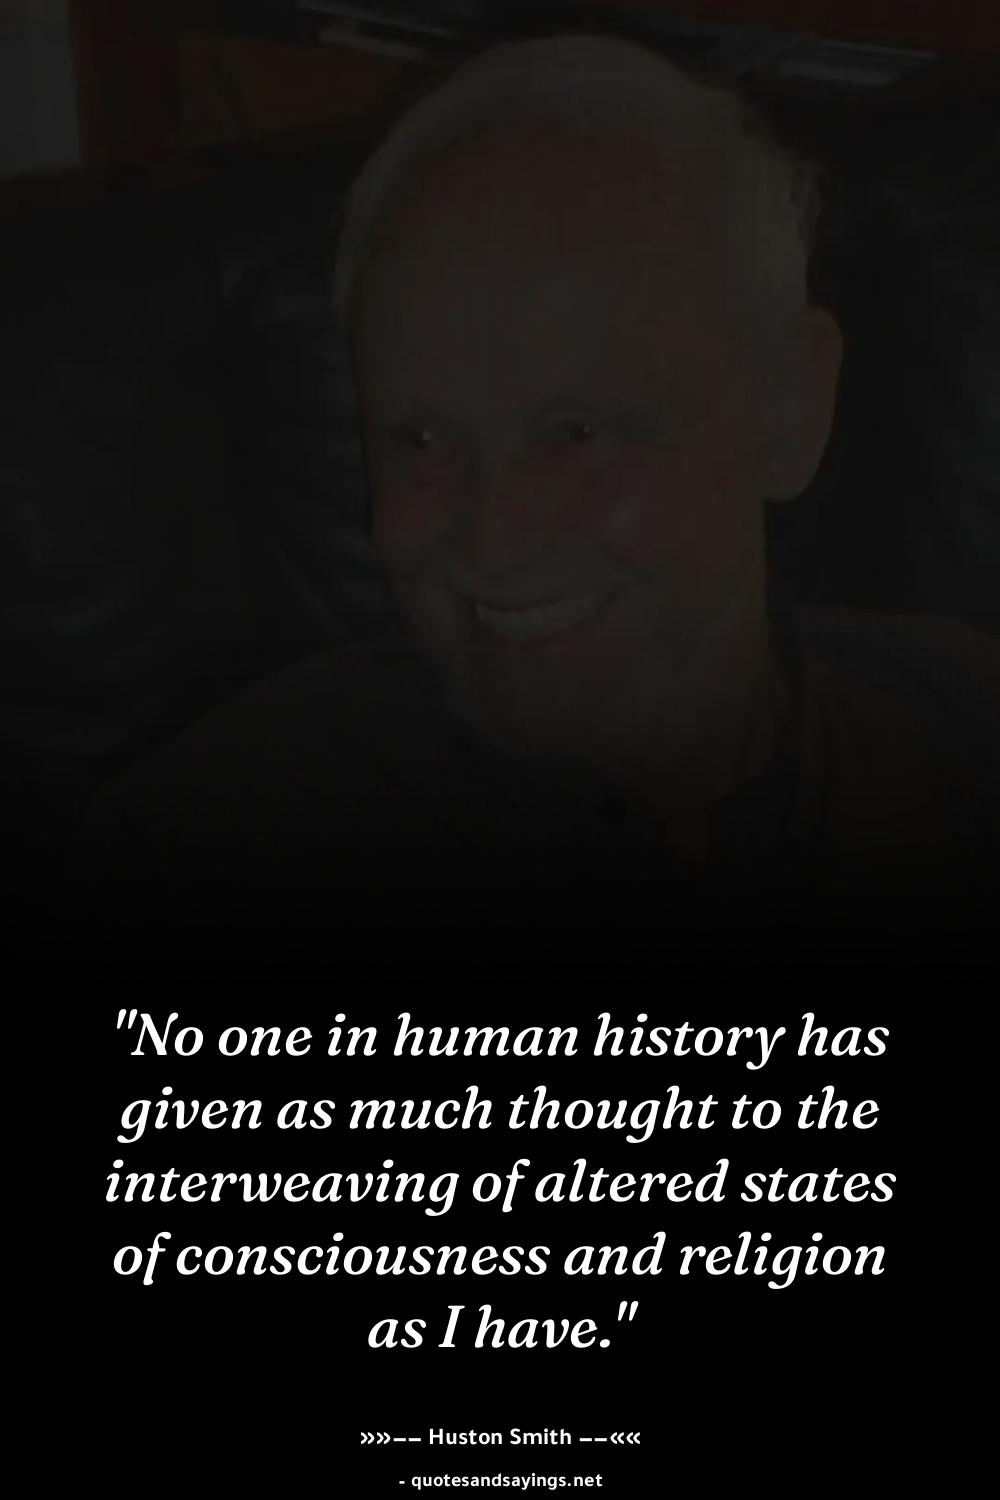 "No one in human history has
given as much thought to the
interweaving of altered states
of consciousness and religion
as I have."
»»−− Huston Smith −−««
- quotesandsayings.net